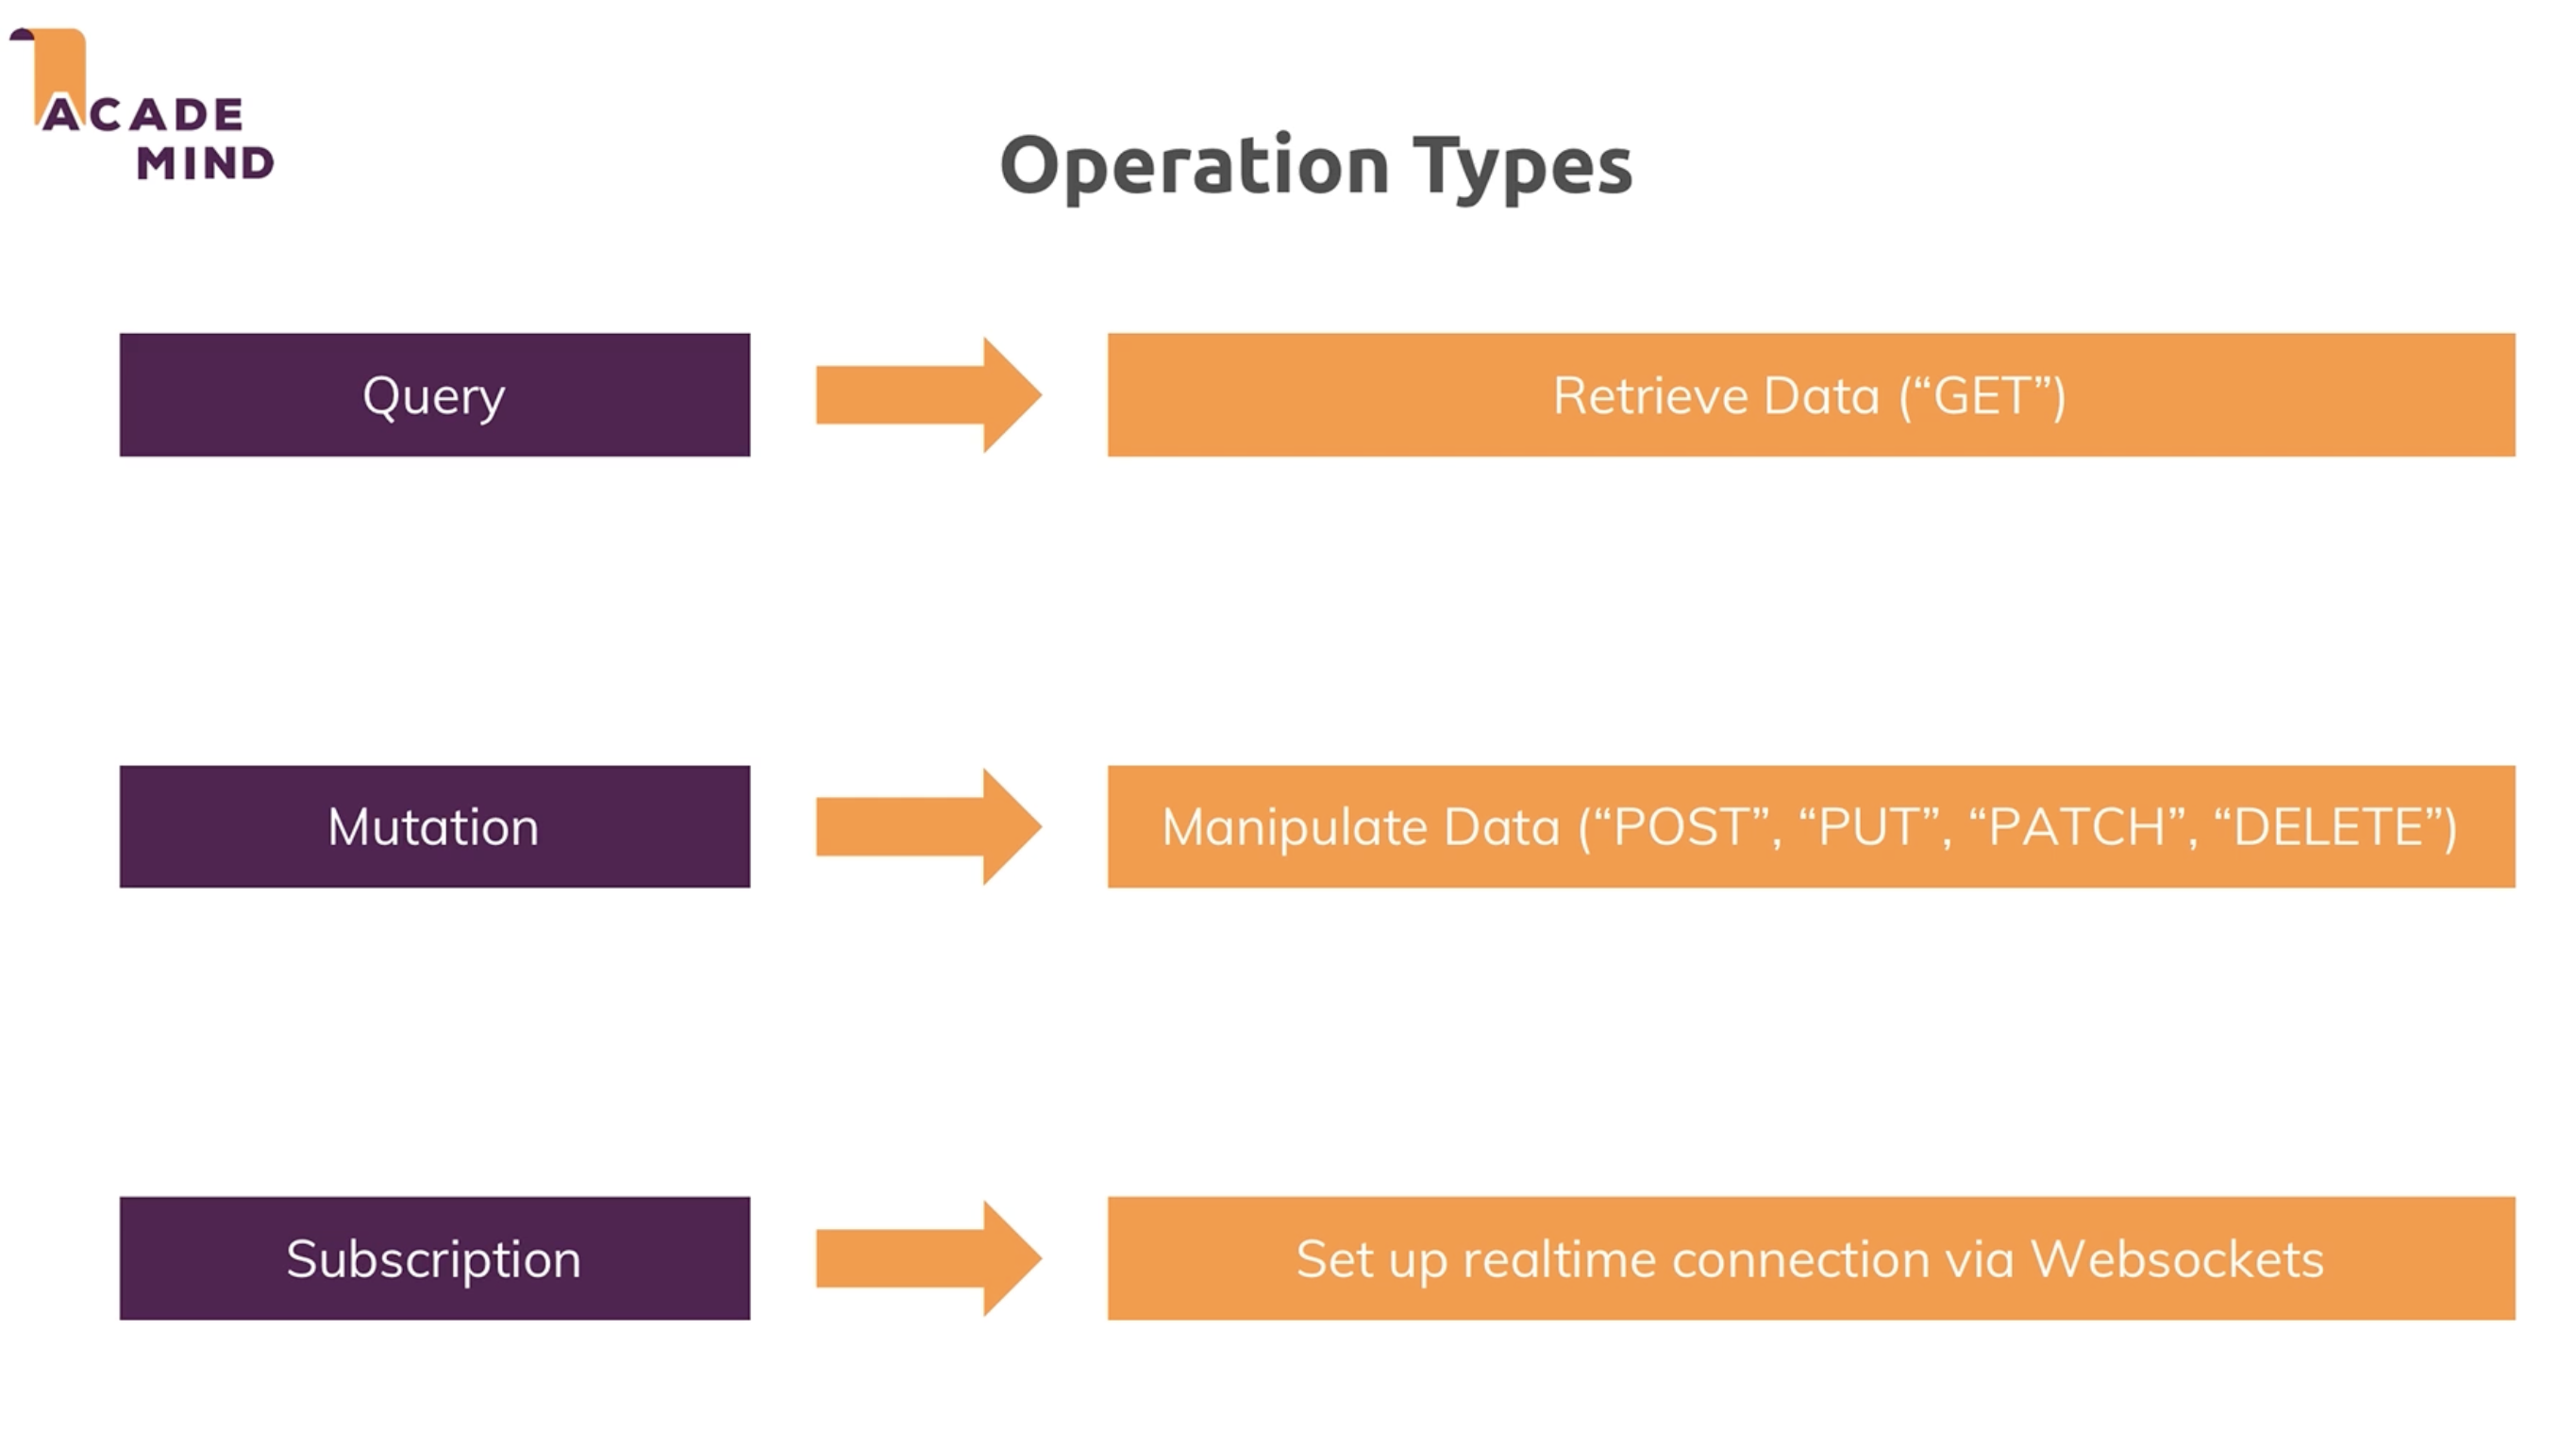 ACADE
MIND
Operation Types
Query
Retrieve Data (“GET”)
Mutation
Manipulate Data (“POST”, “PUT”, “PATCH”, “DELETE”)
Subscription
Set up realtime connection via Websockets